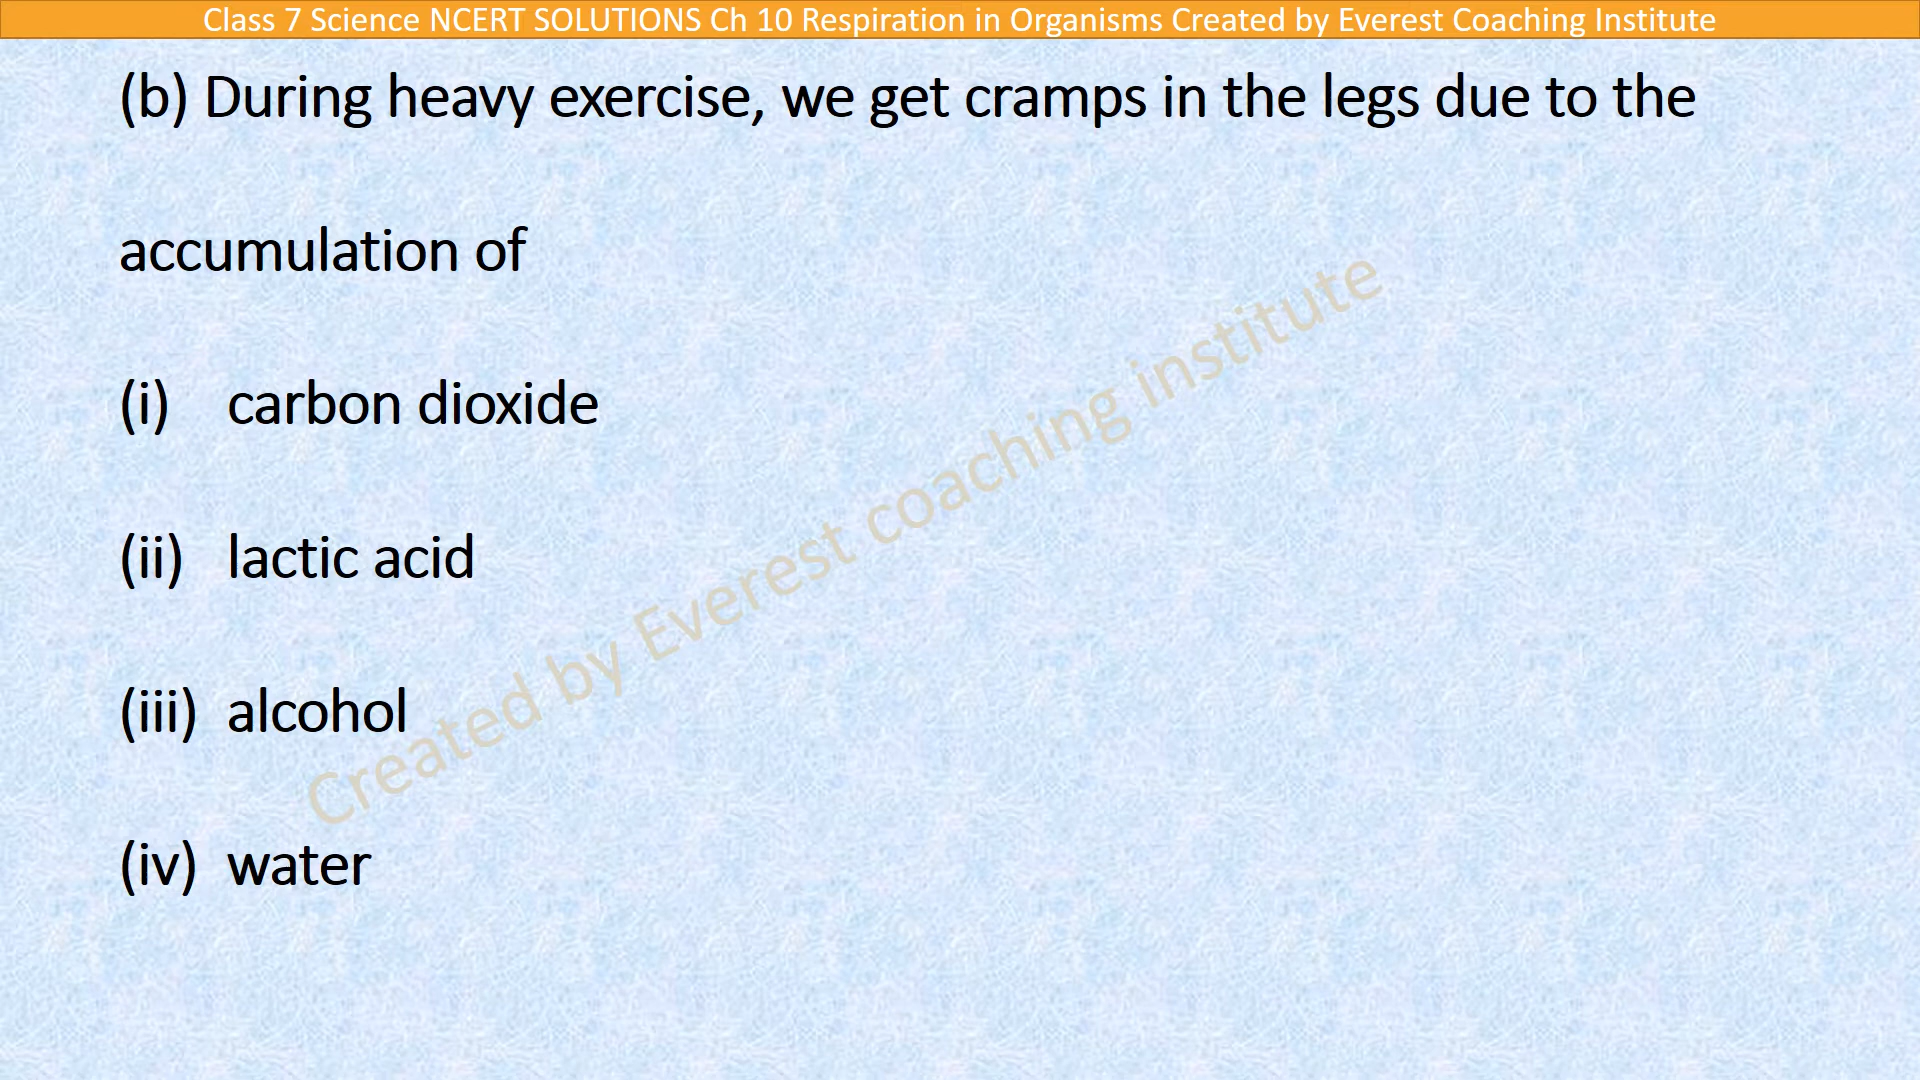 Class 7 Science NCERT SOLUTIONS Ch 10 Respiration in Organisms Created by Everest Coaching Institute
(b) During heavy exercise, we get cramps in the legs due to the
accumulation of
(i) carbon dioxide
(ii) lactic acid
(iii) alcohol
(iv) water
Created by Everest coaching institute